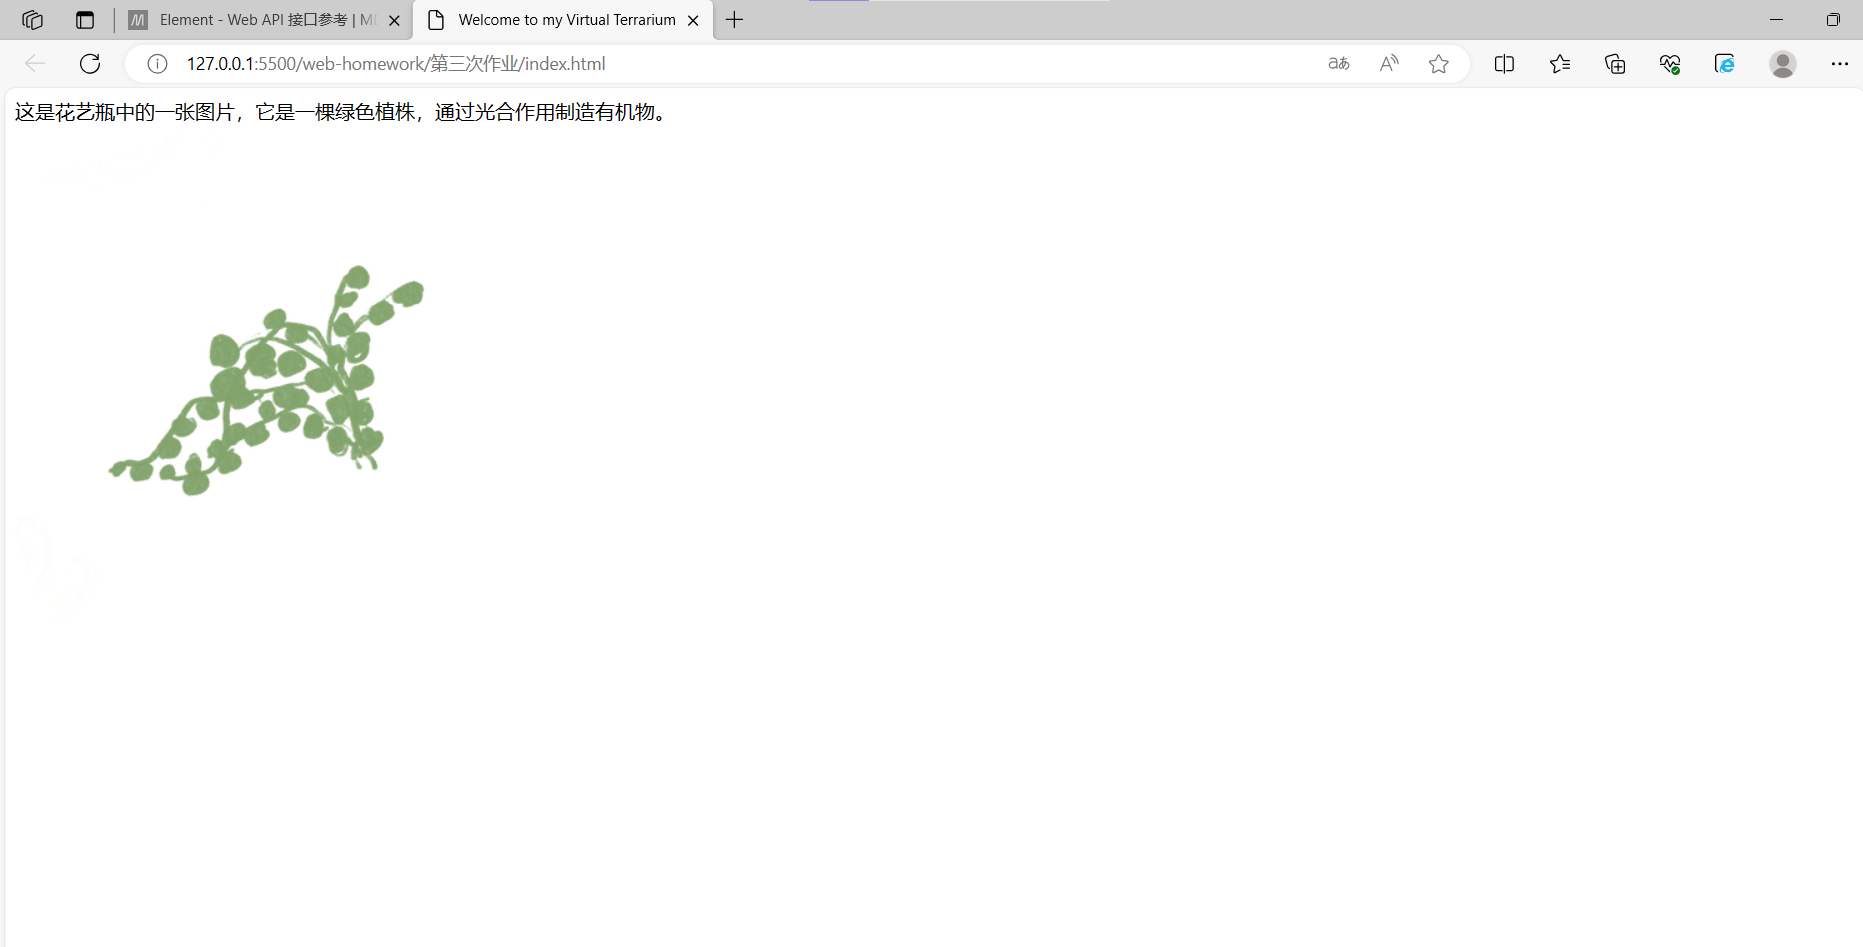 Element - Web API 接口参考 | M
Welcome to my Virtual Terrarium
127.0.0.1:5500/web-homework/第三次作业/index.html
这是花艺瓶中的一张图片，它是一棵绿色植株，通过光合作用制造有机物。